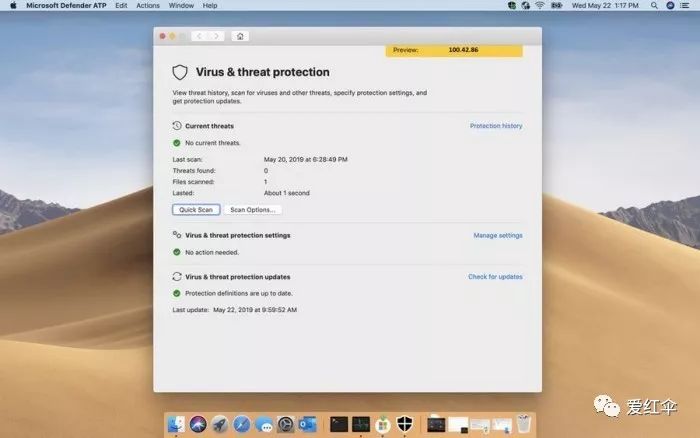 Microsoft Defender ATP Edit Actions Window Help Wed May 22 1:17 PM
Preview: 100.42.86
Virus & threat protection
View threat history, scan for viruses and other threats, specify protection settings, and
get protection updates.
Current threats Protection history
No current threats.
Last scan: May 20, 2019 at 6:28:49 PM
Threats found: 0
Files scanned: 1
Lasted: About 1 second
Quick Scan Scan Options...
Virus & threat protection settings Manage settings
No action needed.
Virus & threat protection updates Check for updates
Protection definitions are up to date.
Last update: May 22, 2019 at 9:59:52 AM
爱红伞